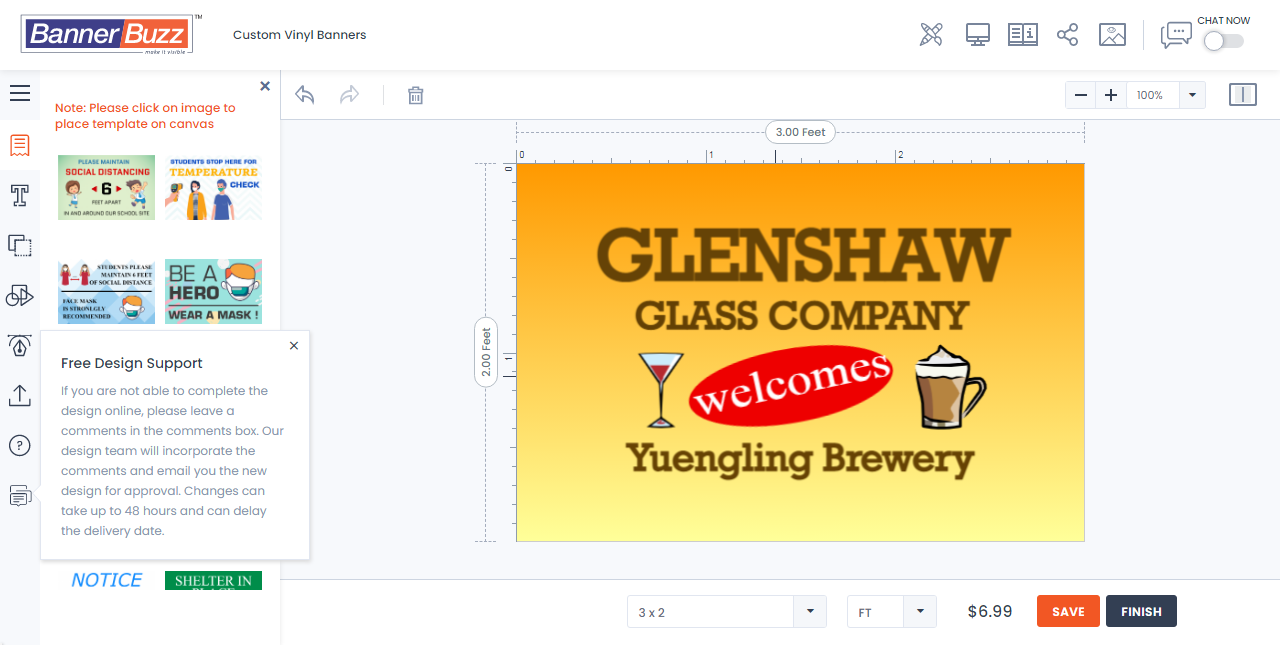 BannerBuzz™
make it visible
Custom Vinyl Banners
CHAT NOW
Note: Please click on image to
place template on canvas
100%
3.00 Feet
0
1
2
0
1
2.00 Feet
PLEASE MAINTAIN
SOCIAL DISTANCING
6
FEET APART
IN AND AROUND OUR SCHOOL SITE
STUDENTS STOP HERE FOR
TEMPERATURE
CHECK
STUDENTS PLEASE
MAINTAIN 6 FEET
OF SOCIAL DISTANCE
FACE MASK
IS STRONLGLY
RECOMMENDED
BE A
HERO
WEAR A MASK !
Free Design Support
If you are not able to complete the
design online, please leave a
comments in the comments box. Our
design team will incorporate the
comments and email you the new
design for approval. Changes can
take up to 48 hours and can delay
the delivery date.
NOTICE
SHELTER IN
PLACE
GLENSHAW
GLASS COMPANY
welcomes
Yuengling Brewery
3 x 2
FT
$6.99
SAVE
FINISH